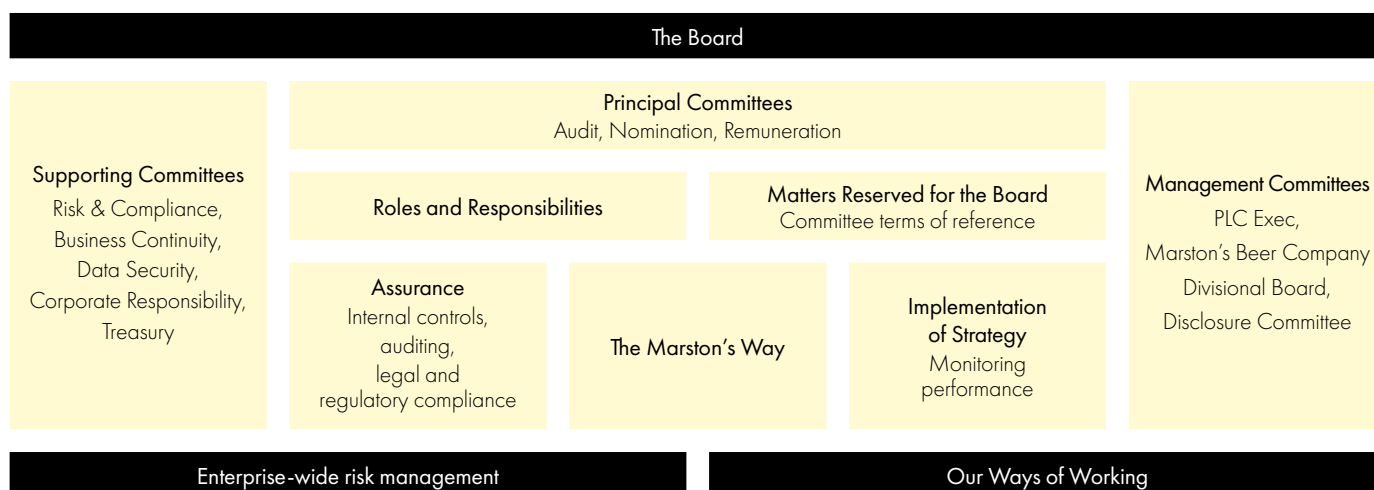 The Board
Supporting Committees
Risk & Compliance,
Business Continuity,
Data Security,
Corporate Responsibility,
Treasury
Principal Committees
Audit, Nomination, Remuneration
Roles and Responsibilities
Matters Reserved for the Board
Committee terms of reference
Assurance
Internal controls,
auditing,
legal and
regulatory compliance
The Marston’s Way
Implementation
of Strategy
Monitoring
performance
Management Committees
PLC Exec,
Marston’s Beer Company
Divisional Board,
Disclosure Committee
Enterprise-wide risk management
Our Ways of Working